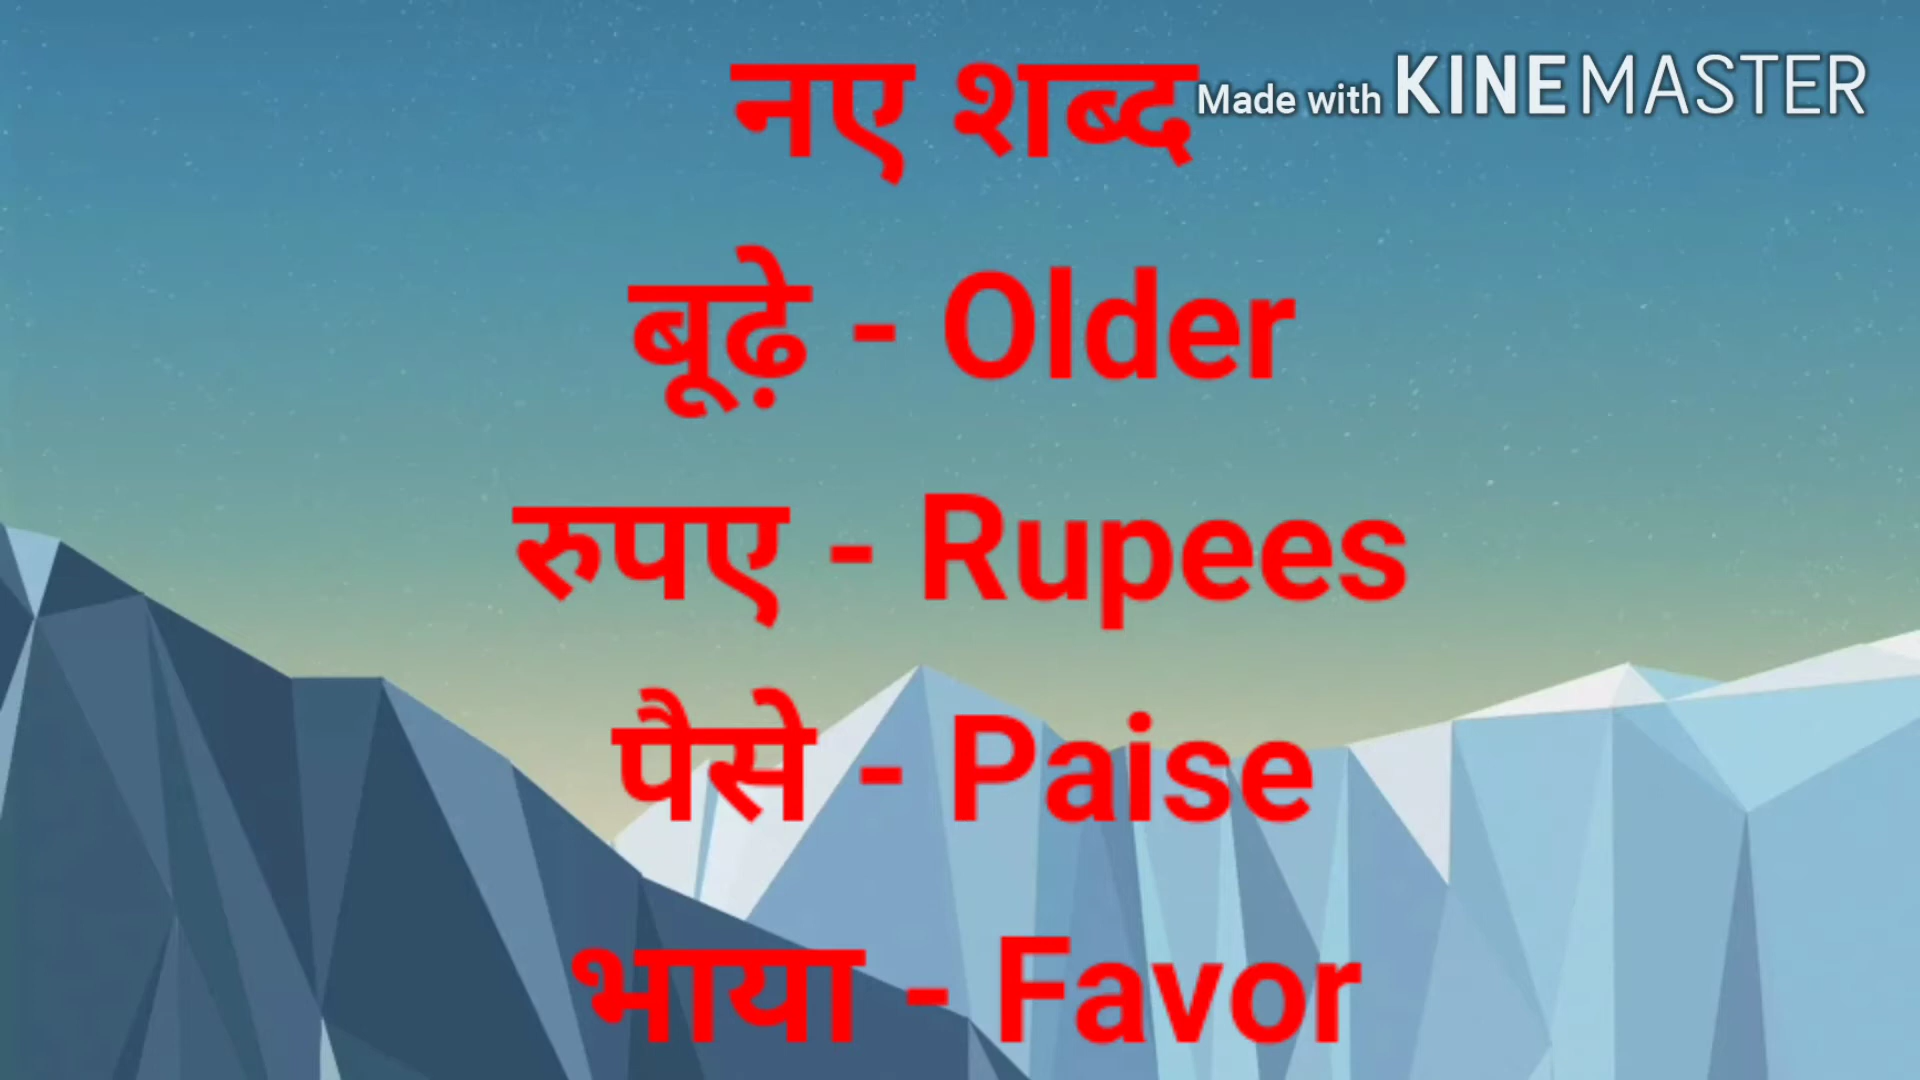 नए शब्द Made with KINEMASTER
बूढ़े - Older
रुपए - Rupees
पैसे - Paise
भाया - Favor